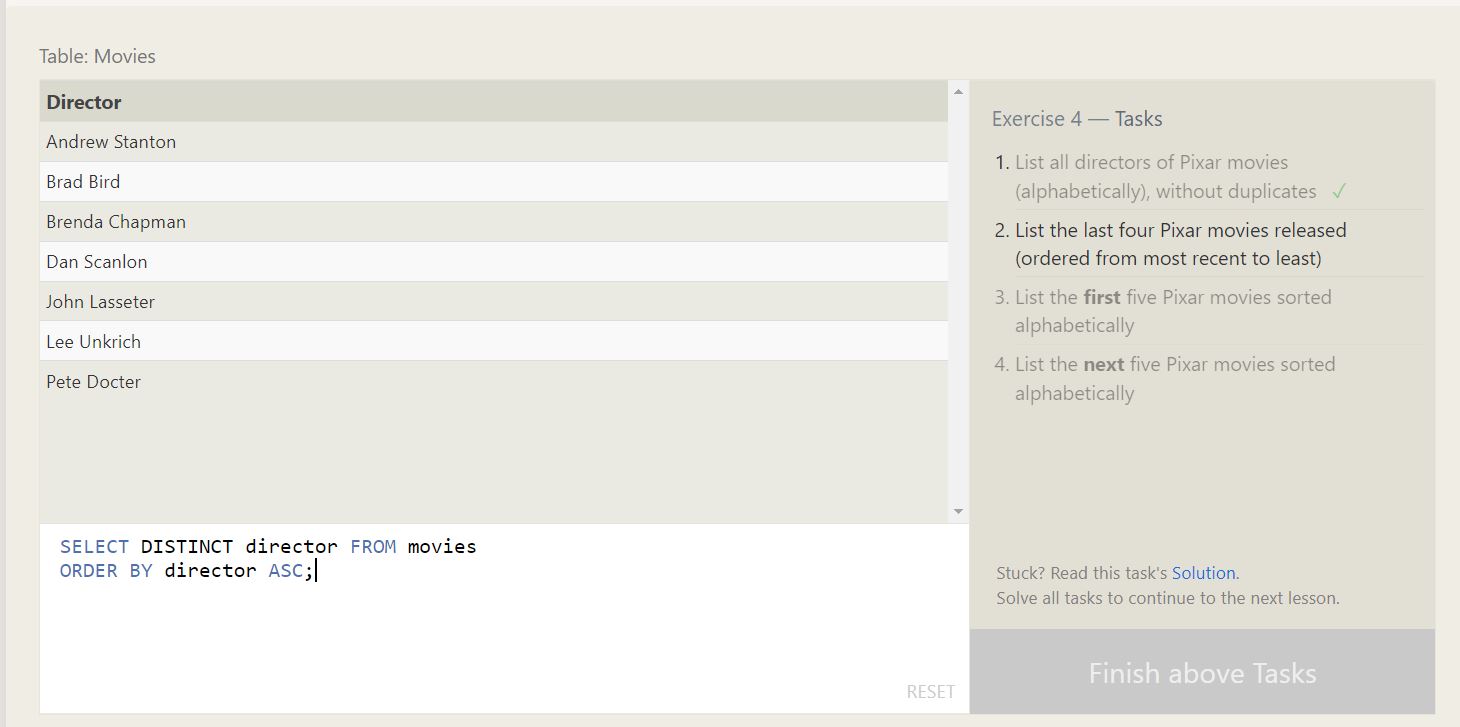 Table: Movies
Director
Andrew Stanton
Brad Bird
Brenda Chapman
Dan Scanlon
John Lasseter
Lee Unkrich
Pete Docter
SELECT DISTINCT director FROM movies
ORDER BY director ASC;
RESET
Exercise 4 — Tasks
1. List all directors of Pixar movies
(alphabetically), without duplicates ✓
2. List the last four Pixar movies released
(ordered from most recent to least)
3. List the first five Pixar movies sorted
alphabetically
4. List the next five Pixar movies sorted
alphabetically
Stuck? Read this task's Solution.
Solve all tasks to continue to the next lesson.
Finish above Tasks